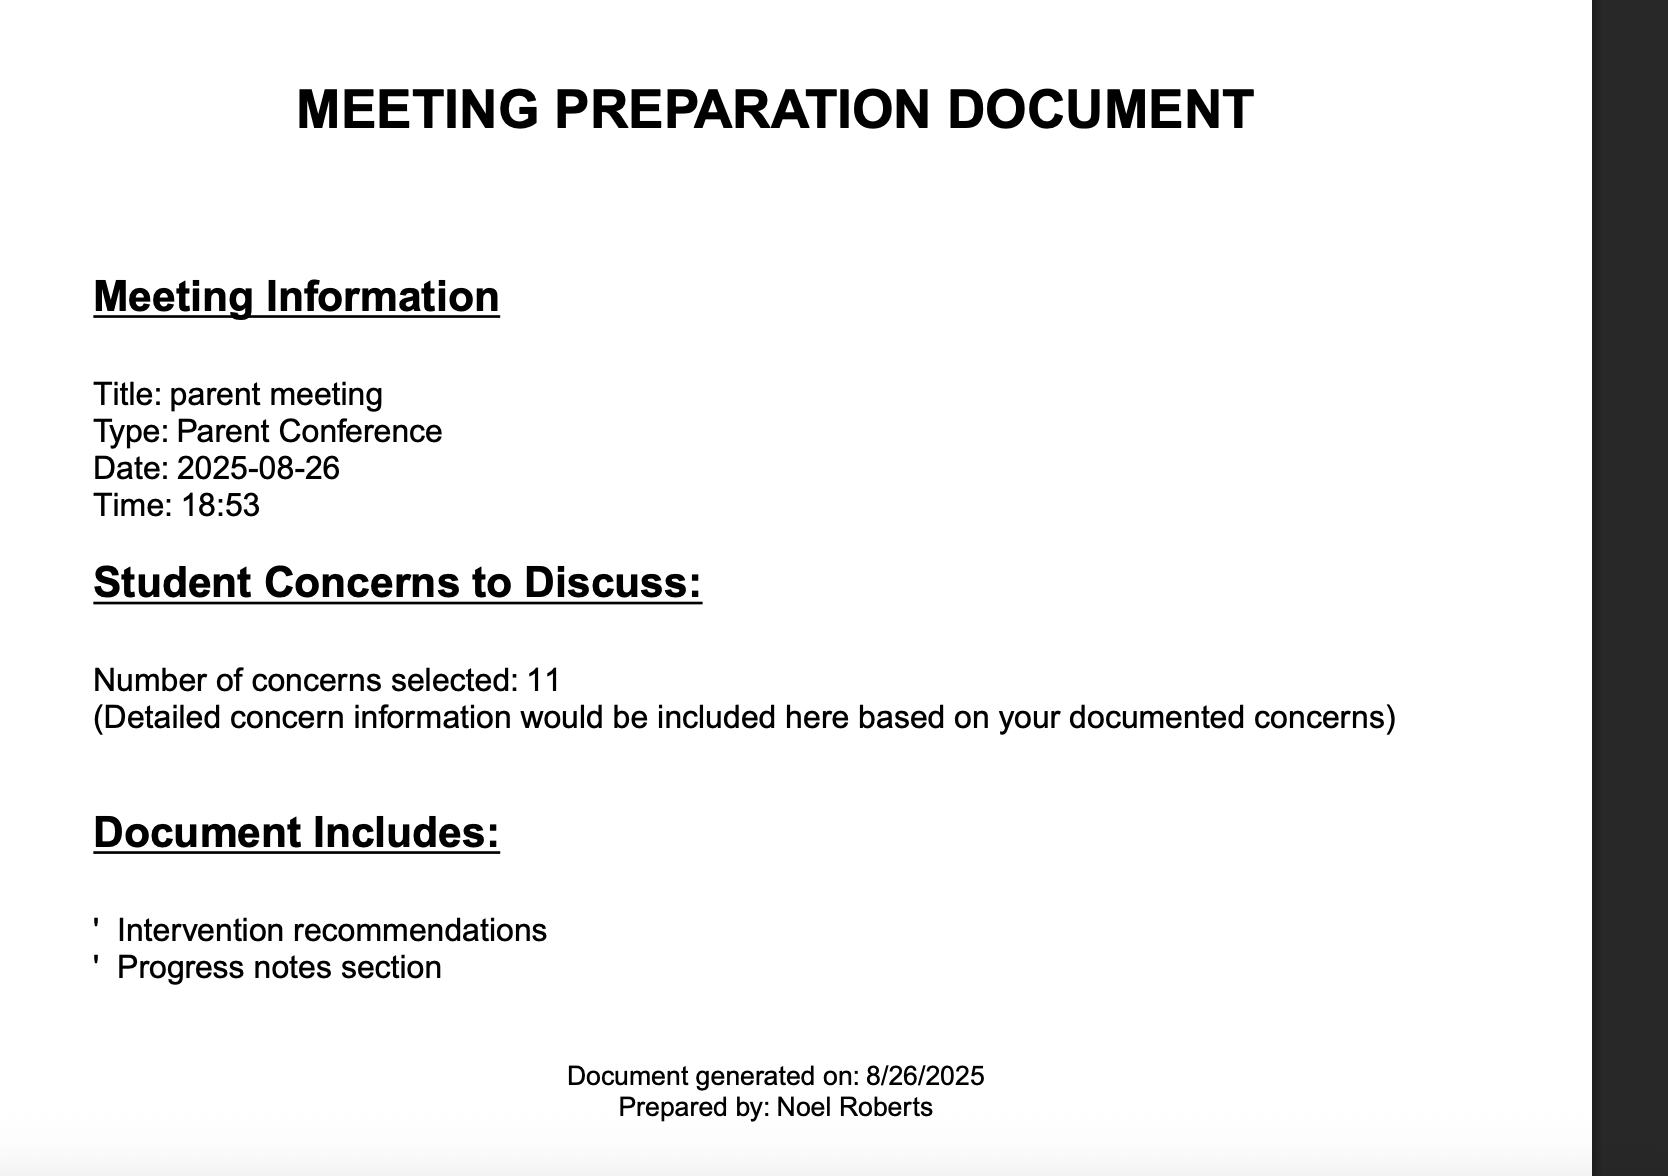 MEETING PREPARATION DOCUMENT
Meeting Information
Title: parent meeting
Type: Parent Conference
Date: 2025-08-26
Time: 18:53
Student Concerns to Discuss:
Number of concerns selected: 11
(Detailed concern information would be included here based on your documented concerns)
Document Includes:
' Intervention recommendations
' Progress notes section
Document generated on: 8/26/2025
Prepared by: Noel Roberts